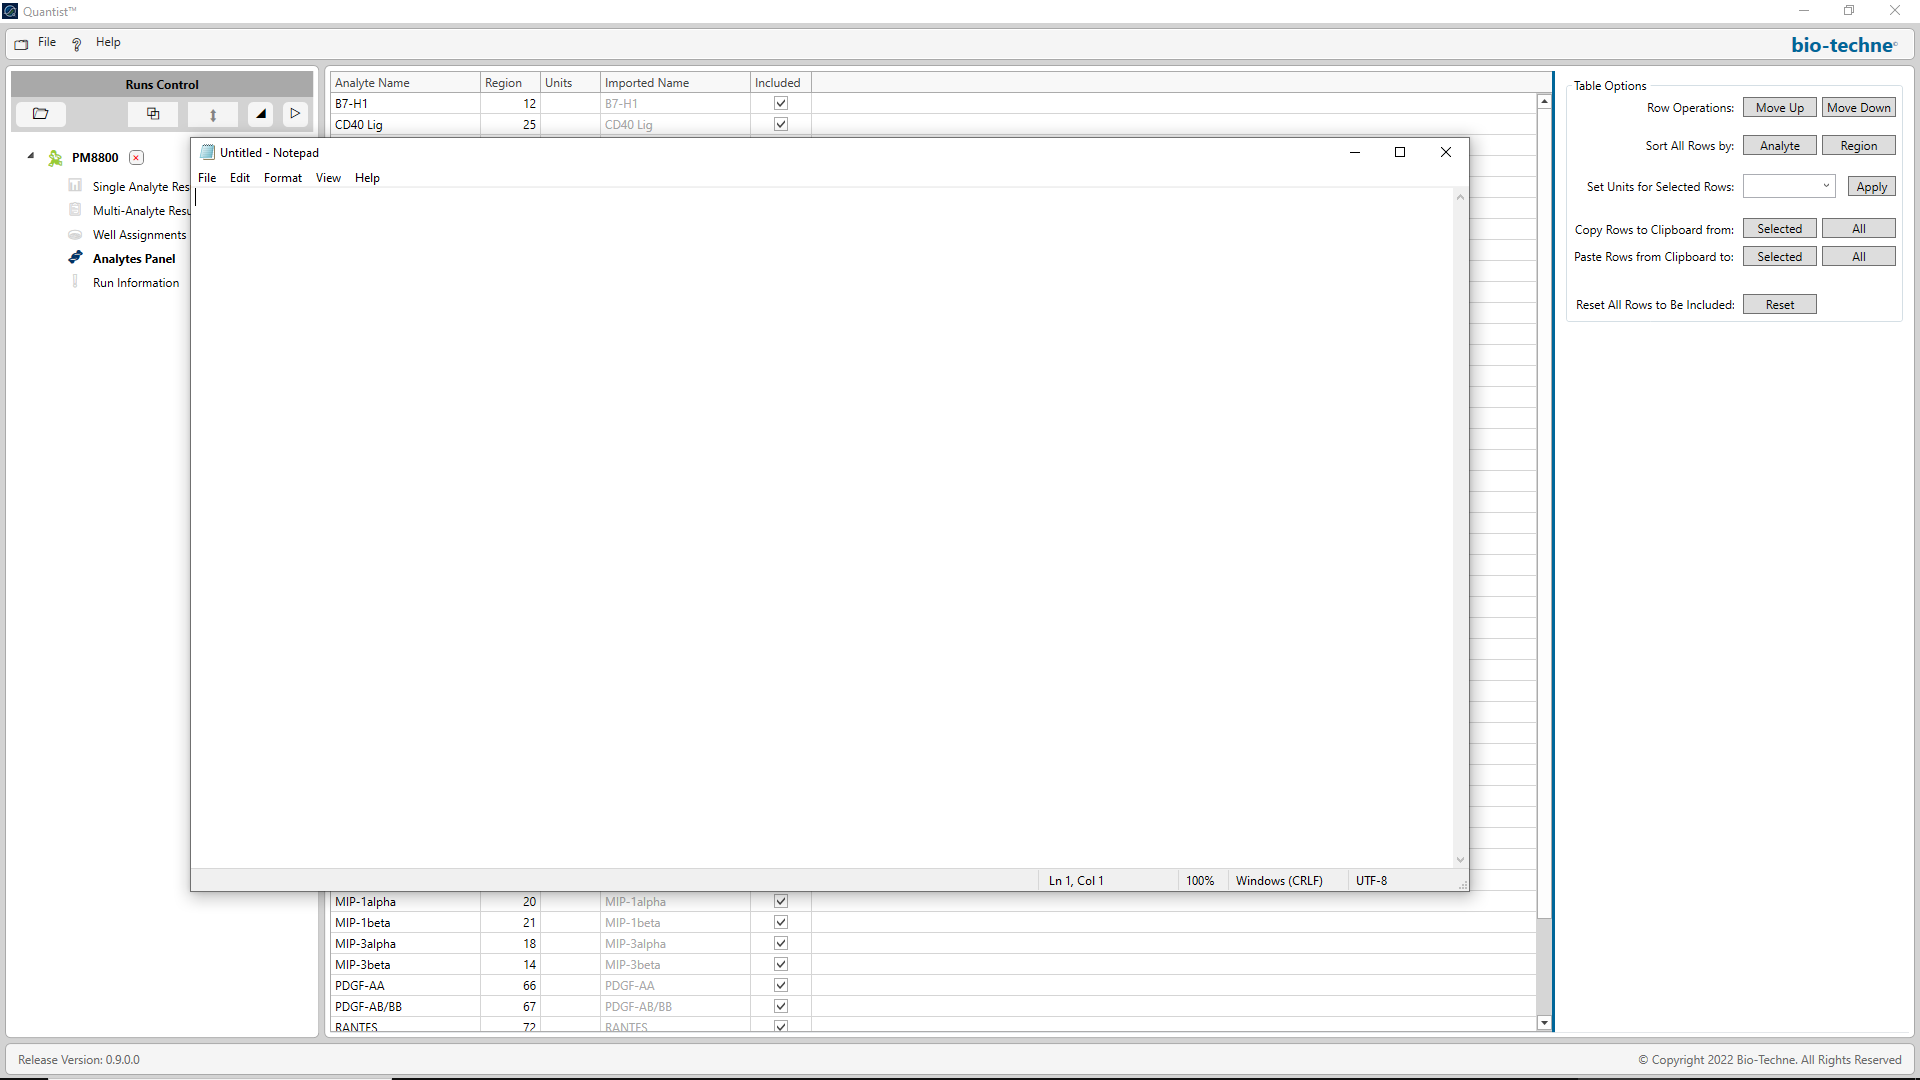 Quantist™
File Help
bio-techne®
Runs Control
PM8800
Single Analyte Res
Multi-Analyte Resu
Well Assignments
Analytes Panel
Run Information
Analyte Name Region Units Imported Name Included
B7-H1 12 B7-H1
CD40 Lig 25 CD40 Lig
Untitled - Notepad
File Edit Format View Help
Ln 1, Col 1 100% Windows (CRLF) UTF-8
MIP-1alpha 20 MIP-1alpha
MIP-1beta 21 MIP-1beta
MIP-3alpha 18 MIP-3alpha
MIP-3beta 14 MIP-3beta
PDGF-AA 66 PDGF-AA
PDGF-AB/BB 67 PDGF-AB/BB
RANTES 72 RANTES
Table Options
Row Operations: Move Up Move Down
Sort All Rows by: Analyte Region
Set Units for Selected Rows: Apply
Copy Rows to Clipboard from: Selected All
Paste Rows from Clipboard to: Selected All
Reset All Rows to Be Included: Reset
Release Version: 0.9.0.0
© Copyright 2022 Bio-Techne. All Rights Reserved